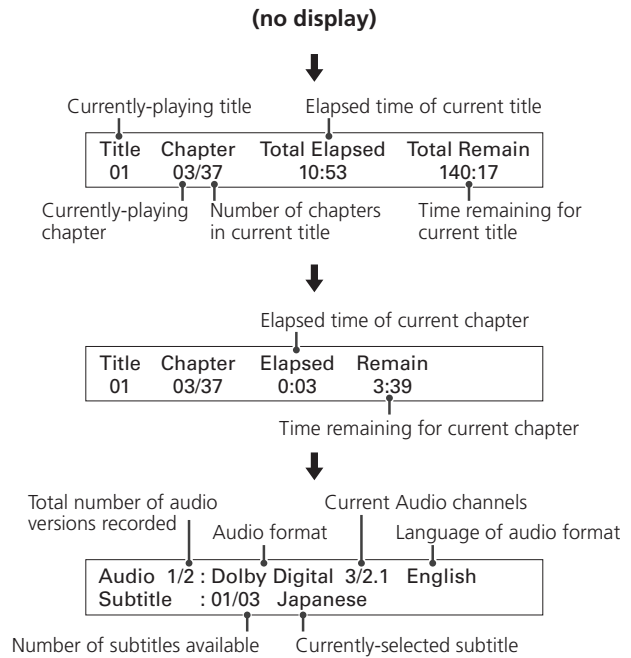 (no display)
Currently-playing title
Elapsed time of current title
Title Chapter Total Elapsed Total Remain
01 03/37 10:53 140:17
Currently-playing
chapter
Number of chapters
in current title
Time remaining for
current title
Elapsed time of current chapter
Title Chapter Elapsed Remain
01 03/37 0:03 3:39
Time remaining for current chapter
Total number of audio
versions recorded
Audio format
Current Audio channels
Language of audio format
Audio 1/2 : Dolby Digital 3/2.1 English
Subtitle : 01/03 Japanese
Number of subtitles available
Currently-selected subtitle